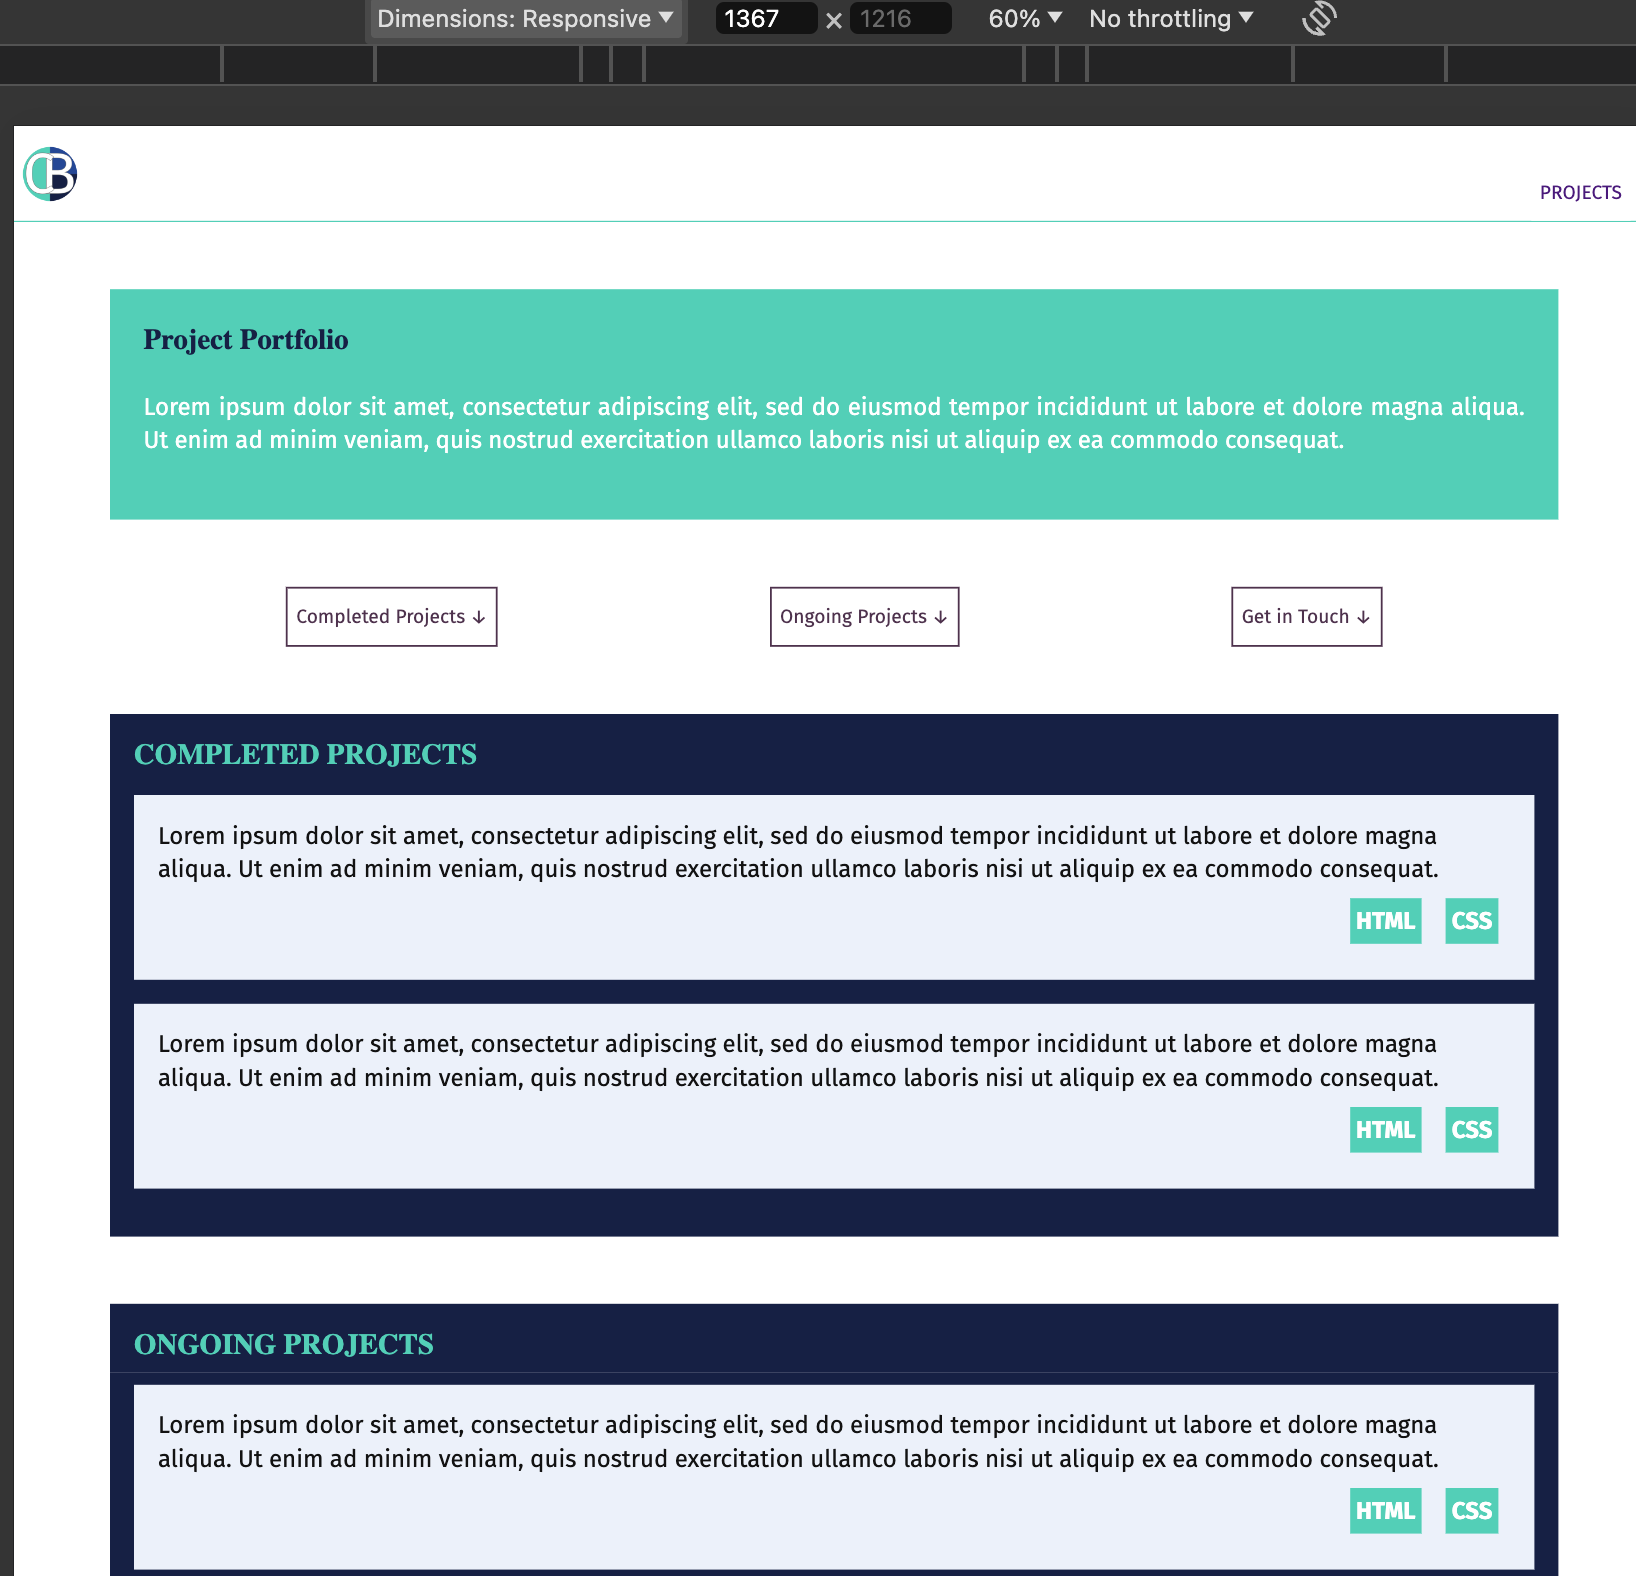 Dimensions: Responsive ▼ 1367 × 1216 60% ▼ No throttling ▼
CB
PROJECTS
Project Portfolio
Lorem ipsum dolor sit amet, consectetur adipiscing elit, sed do eiusmod tempor incididunt ut labore et dolore magna aliqua.
Ut enim ad minim veniam, quis nostrud exercitation ullamco laboris nisi ut aliquip ex ea commodo consequat.
Completed Projects ↓
Ongoing Projects ↓
Get in Touch ↓
COMPLETED PROJECTS
Lorem ipsum dolor sit amet, consectetur adipiscing elit, sed do eiusmod tempor incididunt ut labore et dolore magna
aliqua. Ut enim ad minim veniam, quis nostrud exercitation ullamco laboris nisi ut aliquip ex ea commodo consequat.
HTML CSS
Lorem ipsum dolor sit amet, consectetur adipiscing elit, sed do eiusmod tempor incididunt ut labore et dolore magna
aliqua. Ut enim ad minim veniam, quis nostrud exercitation ullamco laboris nisi ut aliquip ex ea commodo consequat.
HTML CSS
ONGOING PROJECTS
Lorem ipsum dolor sit amet, consectetur adipiscing elit, sed do eiusmod tempor incididunt ut labore et dolore magna
aliqua. Ut enim ad minim veniam, quis nostrud exercitation ullamco laboris nisi ut aliquip ex ea commodo consequat.
HTML CSS